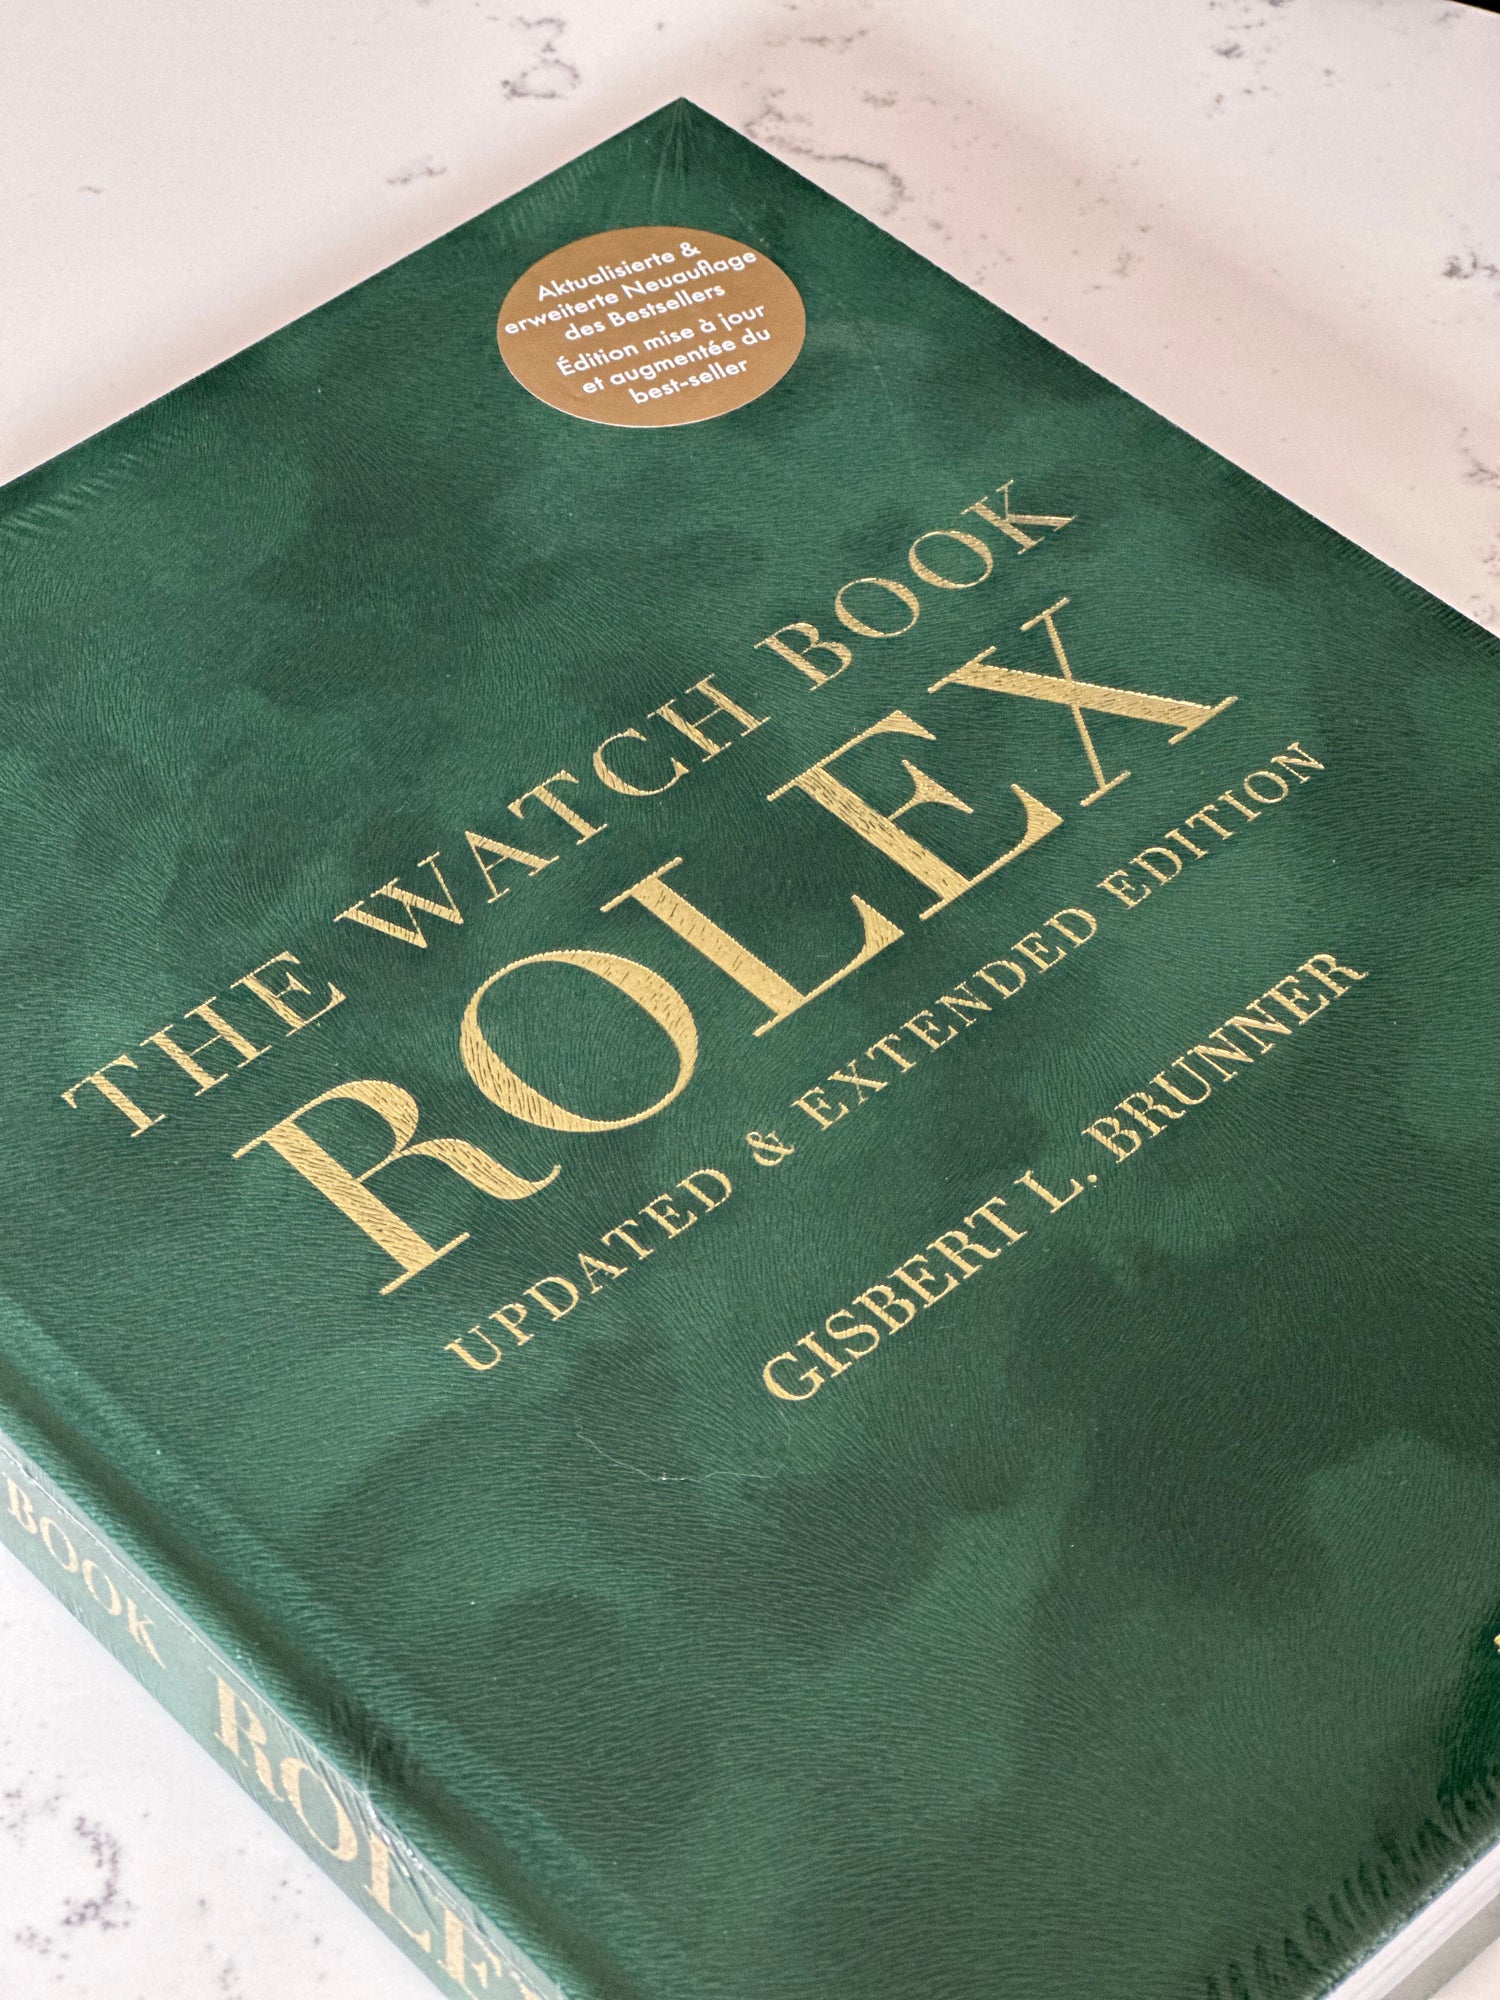 Aktualisierte &
erweiterte Neuauflage
des Bestsellers
Édition mise à jour
et augmentée du
best-seller
THE WATCH BOOK
ROLEX
UPDATED & EXTENDED EDITION
GISBERT L. BRUNNER
BOOK ROLEX